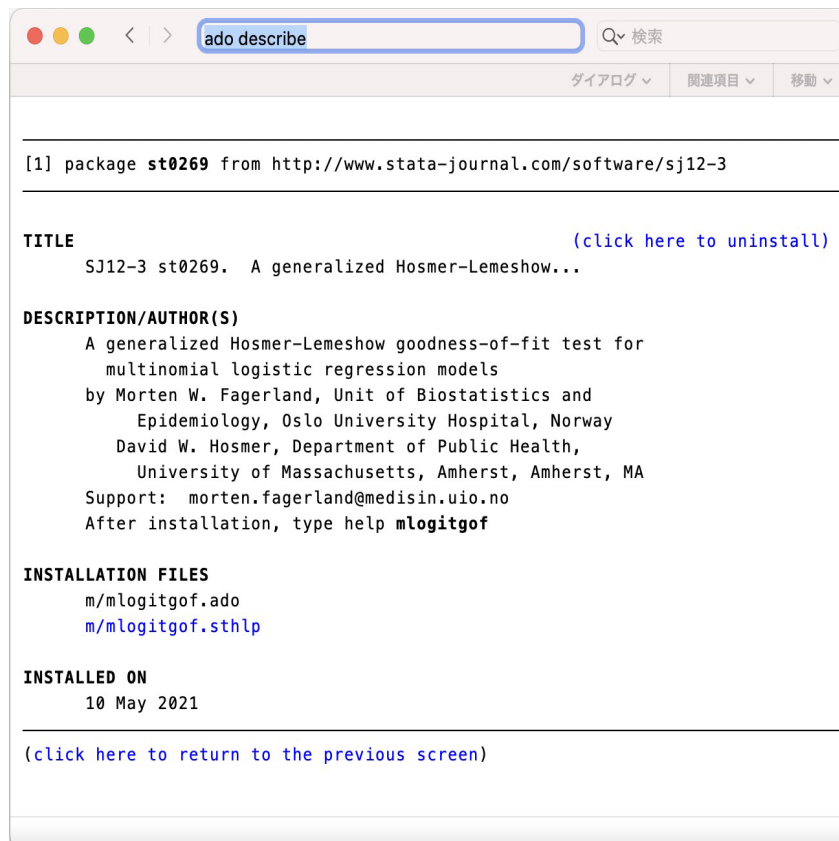 ado describe
検索
ダイアログ 関連項目 移動
[1] package st0269 from http://www.stata-journal.com/software/sj12-3
TITLE (click here to uninstall)
SJ12-3 st0269. A generalized Hosmer-Lemeshow...
DESCRIPTION/AUTHOR(S)
A generalized Hosmer-Lemeshow goodness-of-fit test for
multinomial logistic regression models
by Morten W. Fagerland, Unit of Biostatistics and
Epidemiology, Oslo University Hospital, Norway
David W. Hosmer, Department of Public Health,
University of Massachusetts, Amherst, Amherst, MA
Support: morten.fagerland@medisin.uio.no
After installation, type help mlogitgof
INSTALLATION FILES
m/mlogitgof.ado
m/mlogitgof.sthlp
INSTALLED ON
10 May 2021
(click here to return to the previous screen)